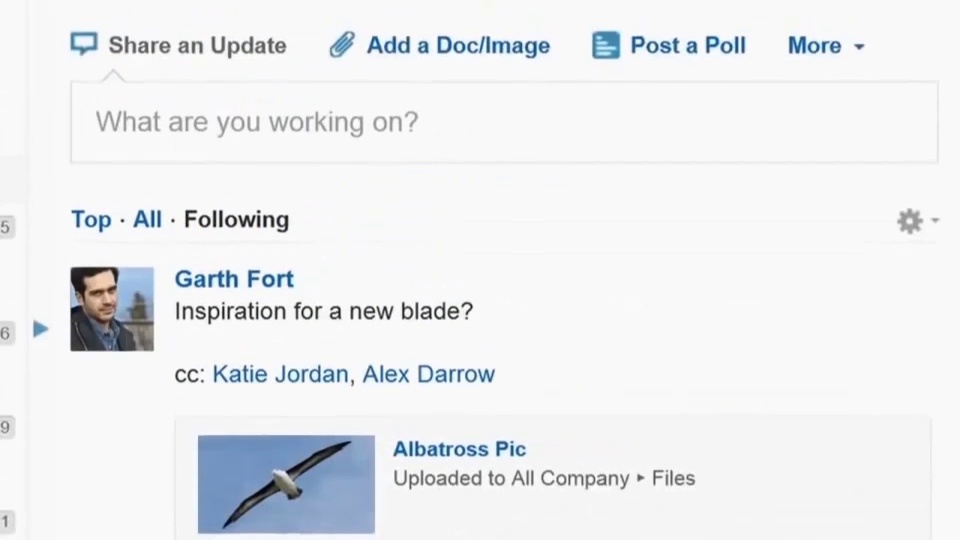 Share an Update Add a Doc/Image Post a Poll More
What are you working on?
Top · All · Following
5
Garth Fort
Inspiration for a new blade?
6
cc: Katie Jordan, Alex Darrow
9
Albatross Pic
Uploaded to All Company ▸ Files
1